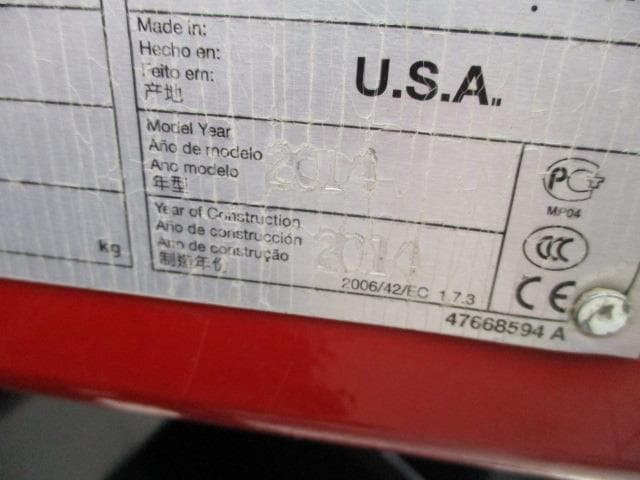 Made in:
Hecho en:
Feito em:
产地
U.S.A.
Model Year
Año de modelo
Ano modelo
年型
2014
Year of Construction
Año de construcción
Ano de construção
制造年份
2014
2006/42/EC 1.7.3
kg
PCT
MP04
CCC
CE
47668594 A